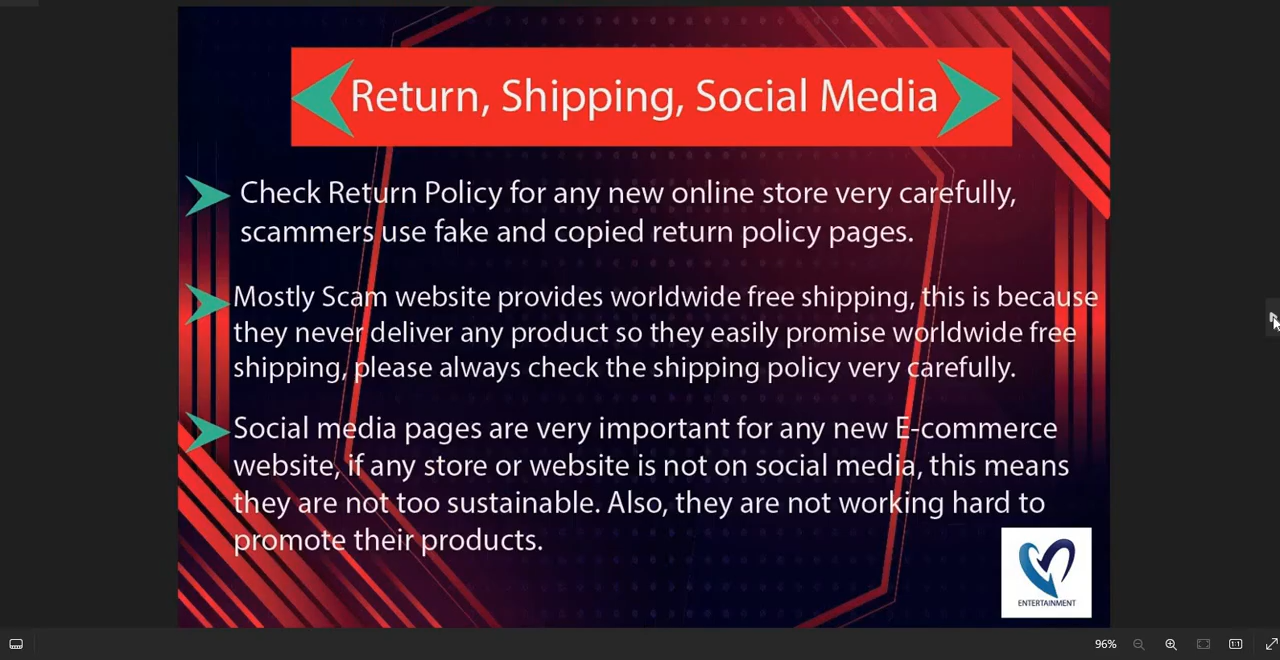 Return, Shipping, Social Media
Check Return Policy for any new online store very carefully,
scammers use fake and copied return policy pages.
Mostly Scam website provides worldwide free shipping, this is because
they never deliver any product so they easily promise worldwide free
shipping, please always check the shipping policy very carefully.
Social media pages are very important for any new E-commerce
website, if any store or website is not on social media, this means
they are not too sustainable. Also, they are not working hard to
promote their products.
ENTERTAINMENT
96%
1:1